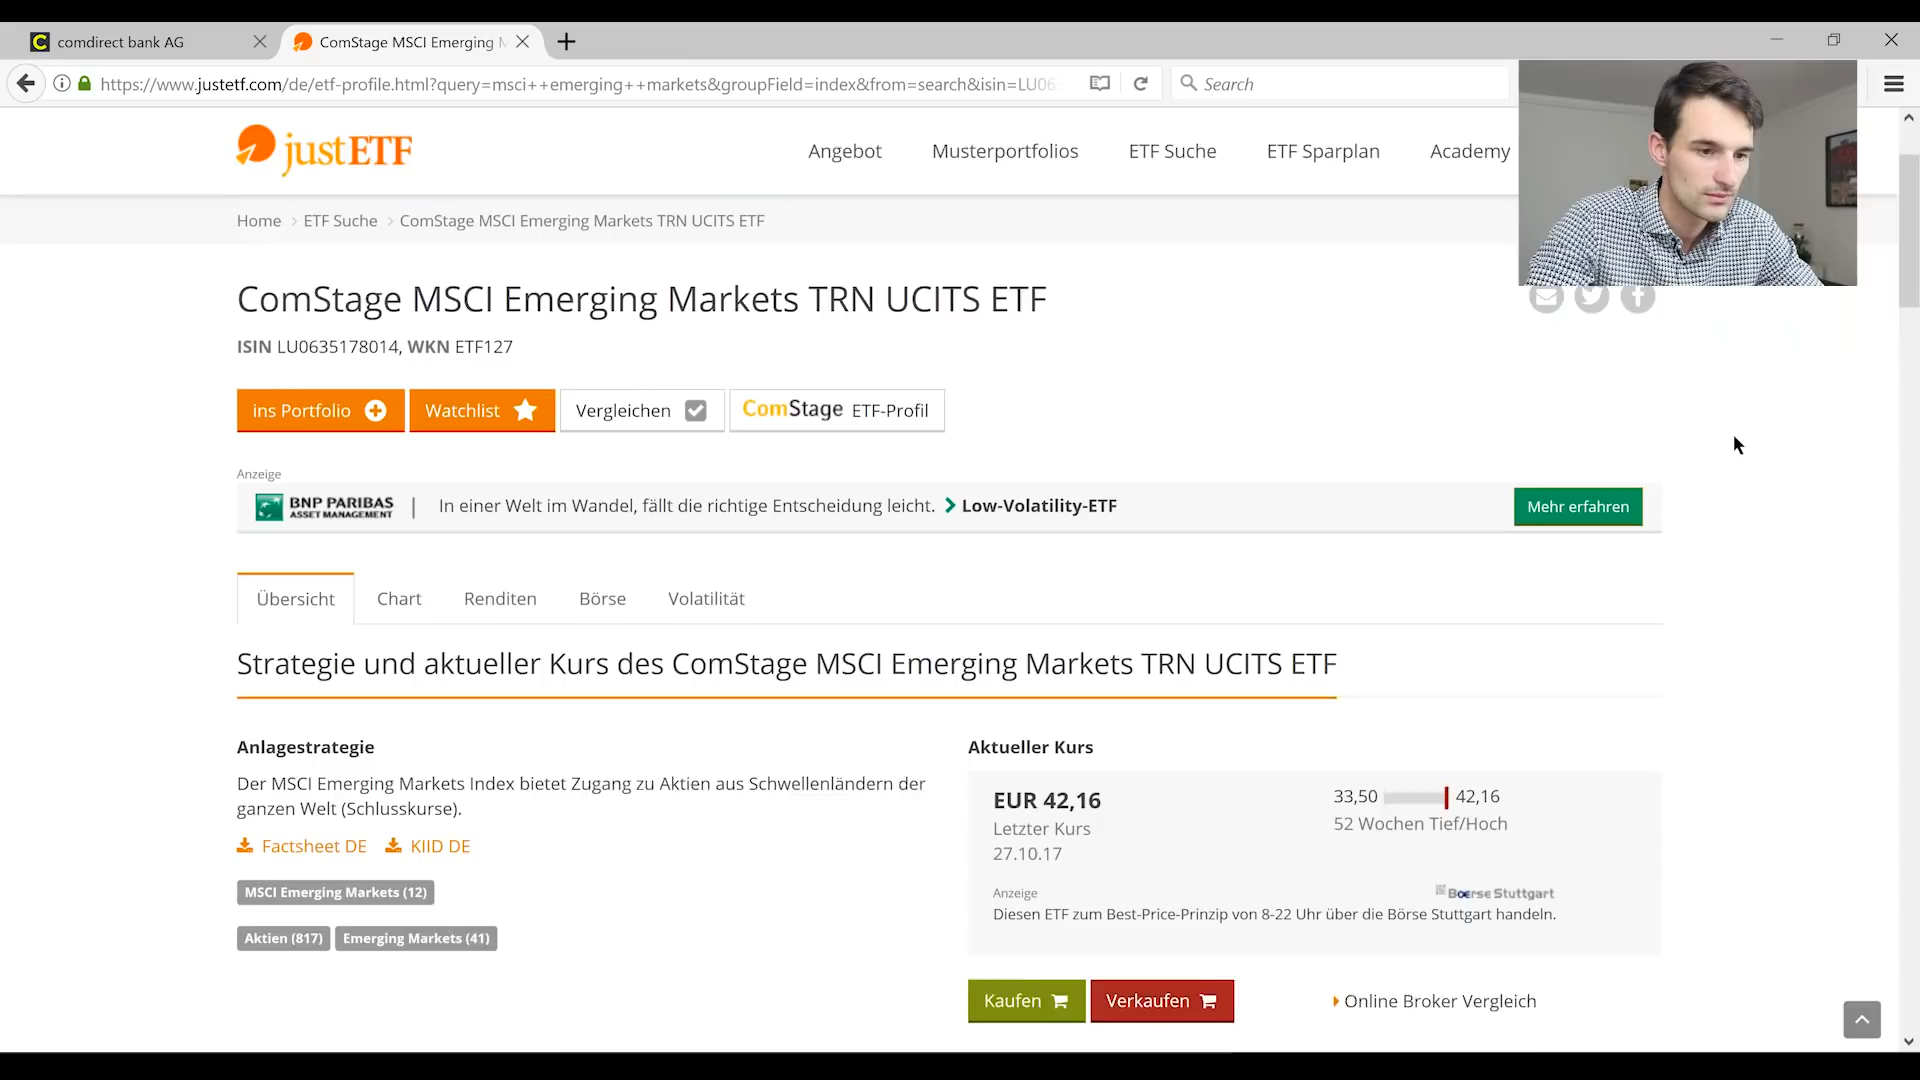 comdirect bank AG
ComStage MSCI Emerging M
https://www.justetf.com/de/etf-profile.html?query=msci++emerging++markets&groupField=index&from=search&isin=LU06
Search
justETF
Angebot
Musterportfolios
ETF Suche
ETF Sparplan
Academy
Home > ETF Suche > ComStage MSCI Emerging Markets TRN UCITS ETF
ComStage MSCI Emerging Markets TRN UCITS ETF
ISIN LU0635178014, WKN ETF127
ins Portfolio
Watchlist
Vergleichen
ComStage ETF-Profil
Anzeige
BNP PARIBAS
ASSET MANAGEMENT
In einer Welt im Wandel, fällt die richtige Entscheidung leicht. > Low-Volatility-ETF
Mehr erfahren
Übersicht
Chart
Renditen
Börse
Volatilität
Strategie und aktueller Kurs des ComStage MSCI Emerging Markets TRN UCITS ETF
Anlagestrategie
Der MSCI Emerging Markets Index bietet Zugang zu Aktien aus Schwellenländern der
ganzen Welt (Schlusskurse).
Factsheet DE
KIID DE
MSCI Emerging Markets (12)
Aktien (817)
Emerging Markets (41)
Aktueller Kurs
EUR 42,16
Letzter Kurs
27.10.17
33,50
42,16
52 Wochen Tief/Hoch
Anzeige
Boerse Stuttgart
Diesen ETF zum Best-Price-Prinzip von 8-22 Uhr über die Börse Stuttgart handeln.
Kaufen
Verkaufen
Online Broker Vergleich